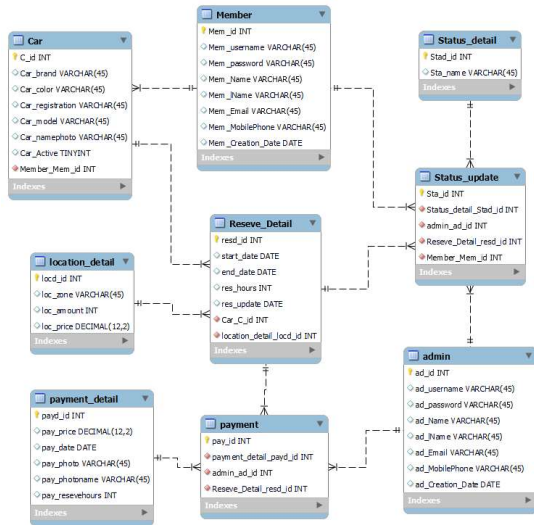 Car
C_id INT
Car_brand VARCHAR(45)
Car_color VARCHAR(45)
Car_registration VARCHAR(45)
Car_model VARCHAR(45)
Car_namephoto VARCHAR(45)
Car_Active TINYINT
Member_Mem_id INT
Indexes
Member
Mem_id INT
Mem_username VARCHAR(45)
Mem_password VARCHAR(45)
Mem_Name VARCHAR(45)
Mem_lName VARCHAR(45)
Mem_Email VARCHAR(45)
Mem_MobilePhone VARCHAR(45)
Mem_Creation_Date DATE
Indexes
Status_detail
Stad_id INT
Sta_name VARCHAR(45)
Indexes
Status_update
Sta_id INT
Status_detail_Stad_id INT
admin_ad_id INT
Reseve_Detail_resd_id INT
Member_Mem_id INT
Indexes
Reseve_Detail
resd_id INT
start_date DATE
end_date DATE
res_hours INT
res_update DATE
Car_C_id INT
location_detail_locd_id INT
Indexes
location_detail
locd_id INT
loc_zone VARCHAR(45)
loc_amount INT
loc_price DECIMAL(12,2)
Indexes
admin
ad_id INT
ad_username VARCHAR(45)
ad_password VARCHAR(45)
ad_Name VARCHAR(45)
ad_lName VARCHAR(45)
ad_Email VARCHAR(45)
ad_MobilePhone VARCHAR(45)
ad_Creation_Date DATE
Indexes
payment_detail
payd_id INT
pay_price DECIMAL(12,2)
pay_date DATE
pay_photo VARCHAR(45)
pay_photoname VARCHAR(45)
pay_resevehours INT
Indexes
payment
pay_id INT
payment_detail_payd_id INT
admin_ad_id INT
Reseve_Detail_resd_id INT
Indexes